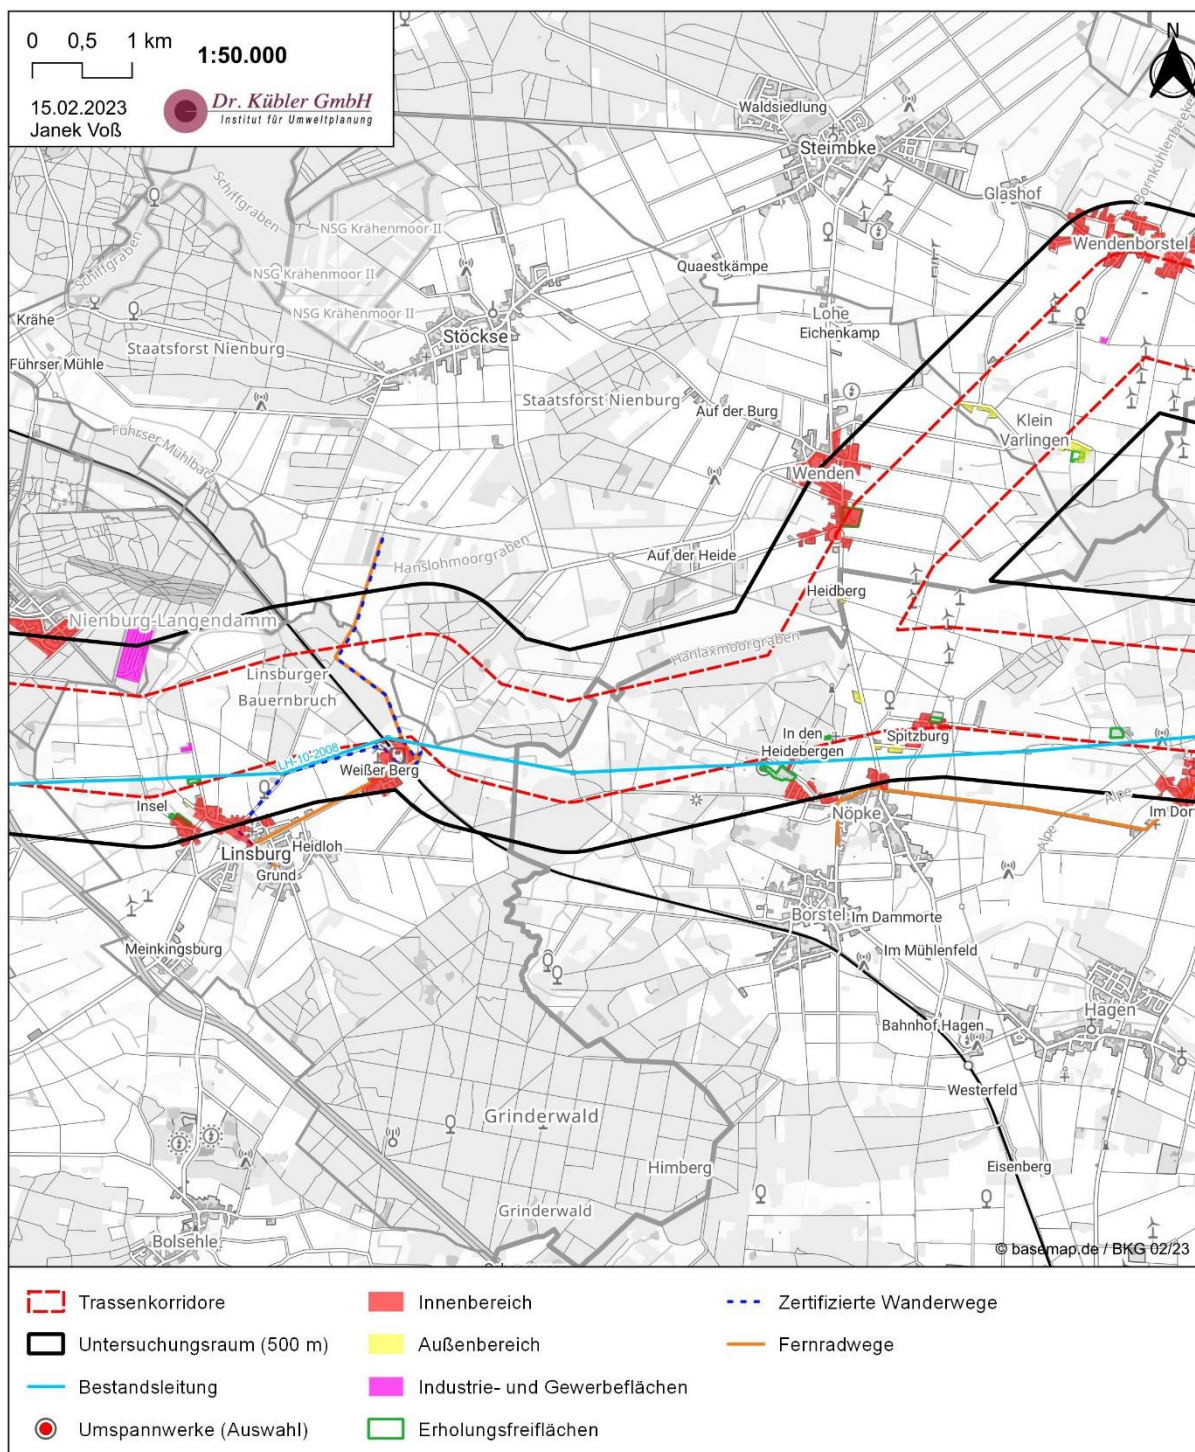 0 0,5 1 km
1:50.000
15.02.2023
Janek Voß
Dr. Kübler GmbH
Institut für Umweltplanung
N
Waldsiedlung
Steimbke
Glashof
Bornkuhlenbeeke
Wendenborstel
Schiffgraben
Schiffgraben
NSG Krähenmoor II
NSG Krähenmoor II
NSG Krähenmoor II
Quaestkämpe
Krähe
Stöckse
Lohe
Eichenkamp
Staatsforst Nienburg
Führser Mühle
Staatsforst Nienburg
Auf der Burg
Klein
Varlingen
Führser Mühlbach
Wenden
Hanslohmoorgraben
Auf der Heide
Heidberg
Nienburg-Langendamm
Hanlaxmoorgraben
Linsburger
Bauernbruch
In den
Heidebergen
Spitzburg
LH-10-2008
Weißer Berg
Insel
Alpe
Im Dor
Nöpke
Linsburg
Heidloh
Grund
Alpe
Borstel
Im Dammorte
Meinkingsburg
Im Mühlenfeld
Hagen
Bahnhof Hagen
Westerfeld
Grinderwald
Himberg
Eisenberg
Grinderwald
Bolsehle
© basemap.de / BKG 02/23
Trassenkorridore
Innenbereich
Zertifizierte Wanderwege
Untersuchungsraum (500 m)
Außenbereich
Fernradwege
Bestandsleitung
Industrie- und Gewerbeflächen
Umspannwerke (Auswahl)
Erholungsfreiflächen